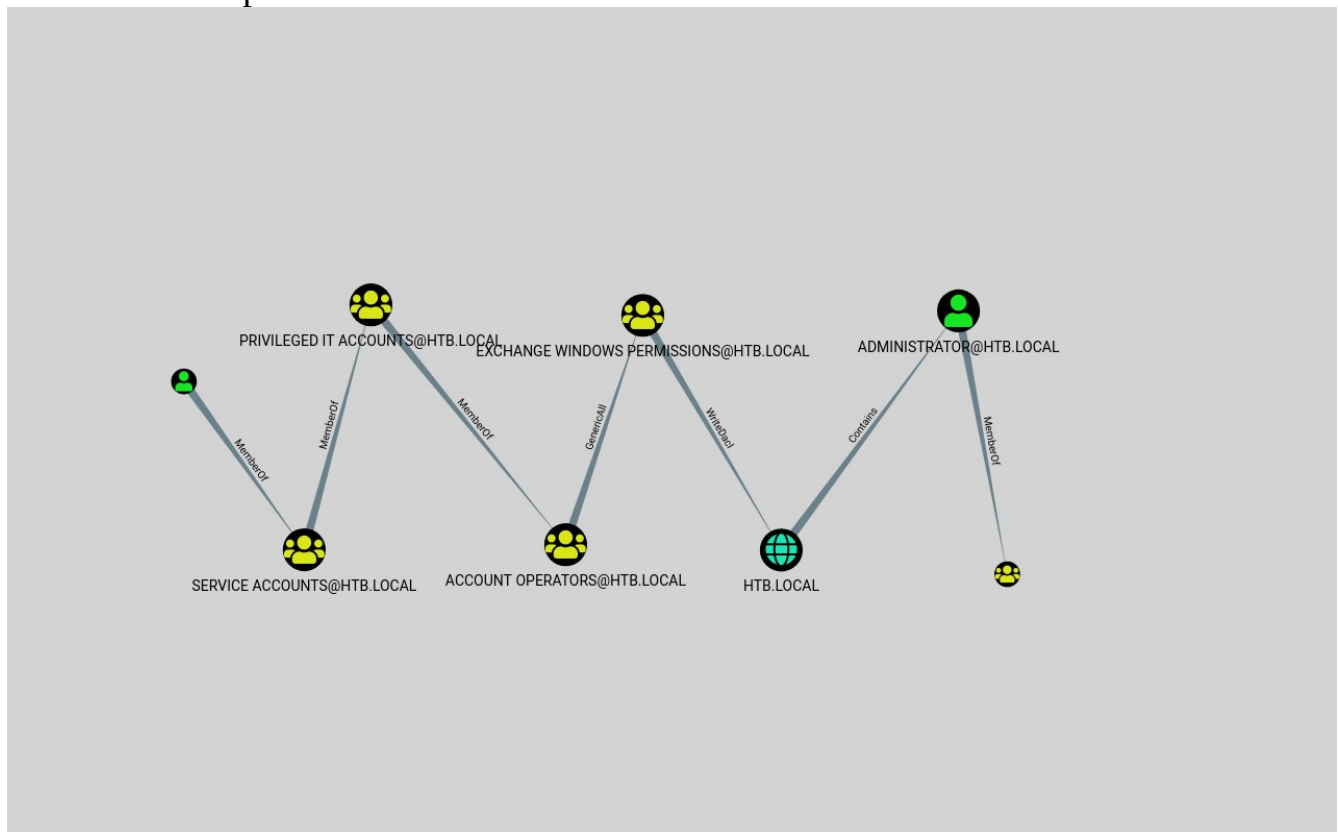 PRIVILEGED IT ACCOUNTS@HTB.LOCAL
EXCHANGE WINDOWS PERMISSIONS@HTB.LOCAL
ADMINISTRATOR@HTB.LOCAL
MemberOf
MemberOf
MemberOf
GenericAll
WriteDacl
Contains
MemberOf
SERVICE ACCOUNTS@HTB.LOCAL
ACCOUNT OPERATORS@HTB.LOCAL
HTB.LOCAL